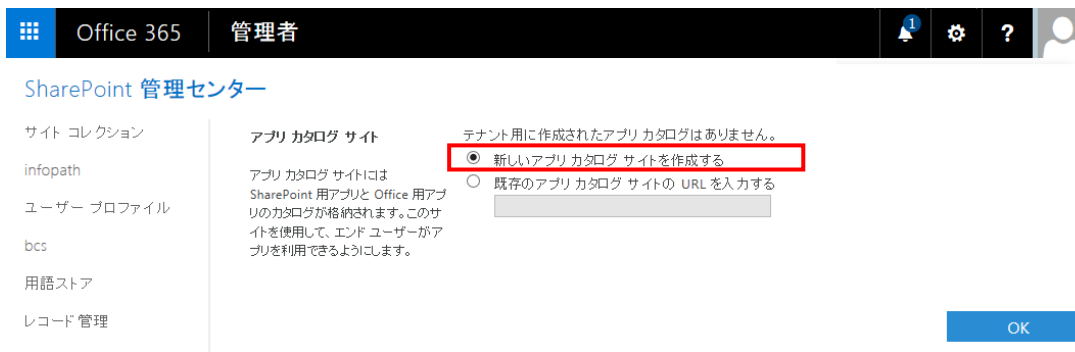 Office 365 管理者 1 ?
SharePoint 管理センター
サイト コレクション
infopath
ユーザー プロファイル
bcs
用語ストア
レコード管理
アプリ カタログ サイト
アプリ カタログ サイトには
SharePoint 用アプリと Office 用アプ
リのカタログが格納されます。このサ
イトを使用して、エンド ユーザーがア
プリを利用できるようにします。
テナント用に作成されたアプリ カタログはありません。
新しいアプリ カタログ サイトを作成する
既存のアプリ カタログ サイトの URL を入力する
OK